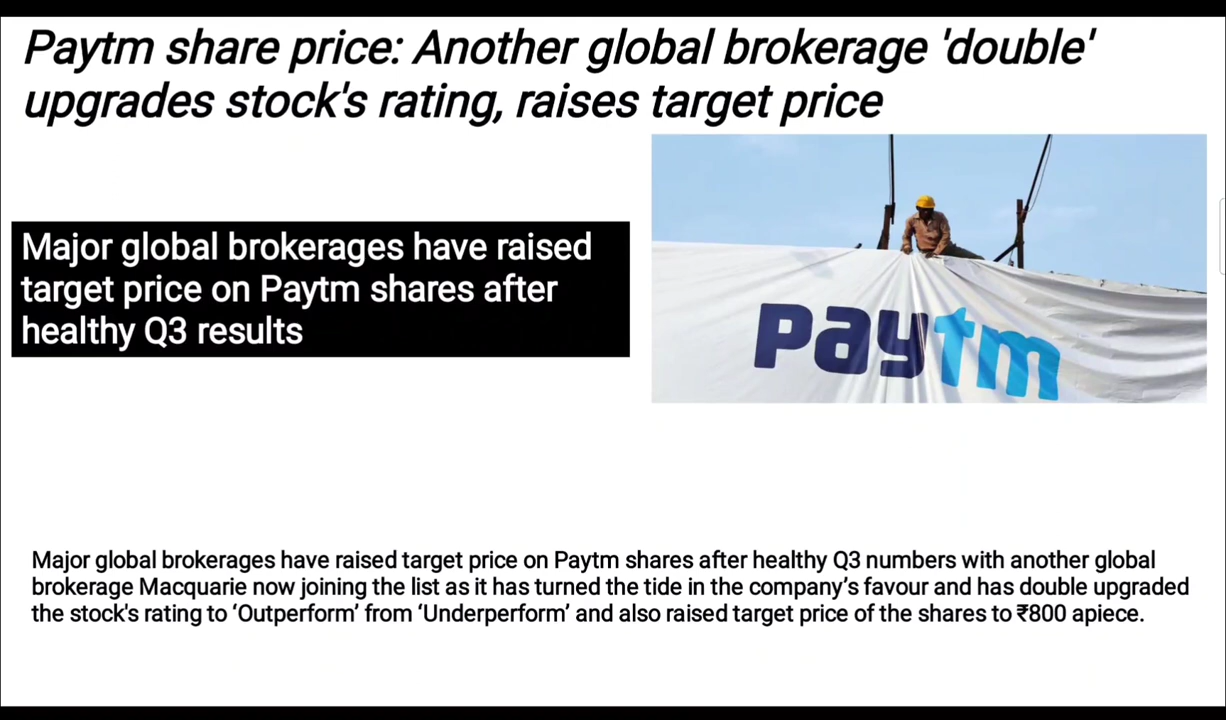 Paytm share price: Another global brokerage 'double'
upgrades stock's rating, raises target price
Major global brokerages have raised
target price on Paytm shares after
healthy Q3 results
paytm
Major global brokerages have raised target price on Paytm shares after healthy Q3 numbers with another global
brokerage Macquarie now joining the list as it has turned the tide in the company’s favour and has double upgraded
the stock's rating to ‘Outperform’ from ‘Underperform’ and also raised target price of the shares to ₹800 apiece.